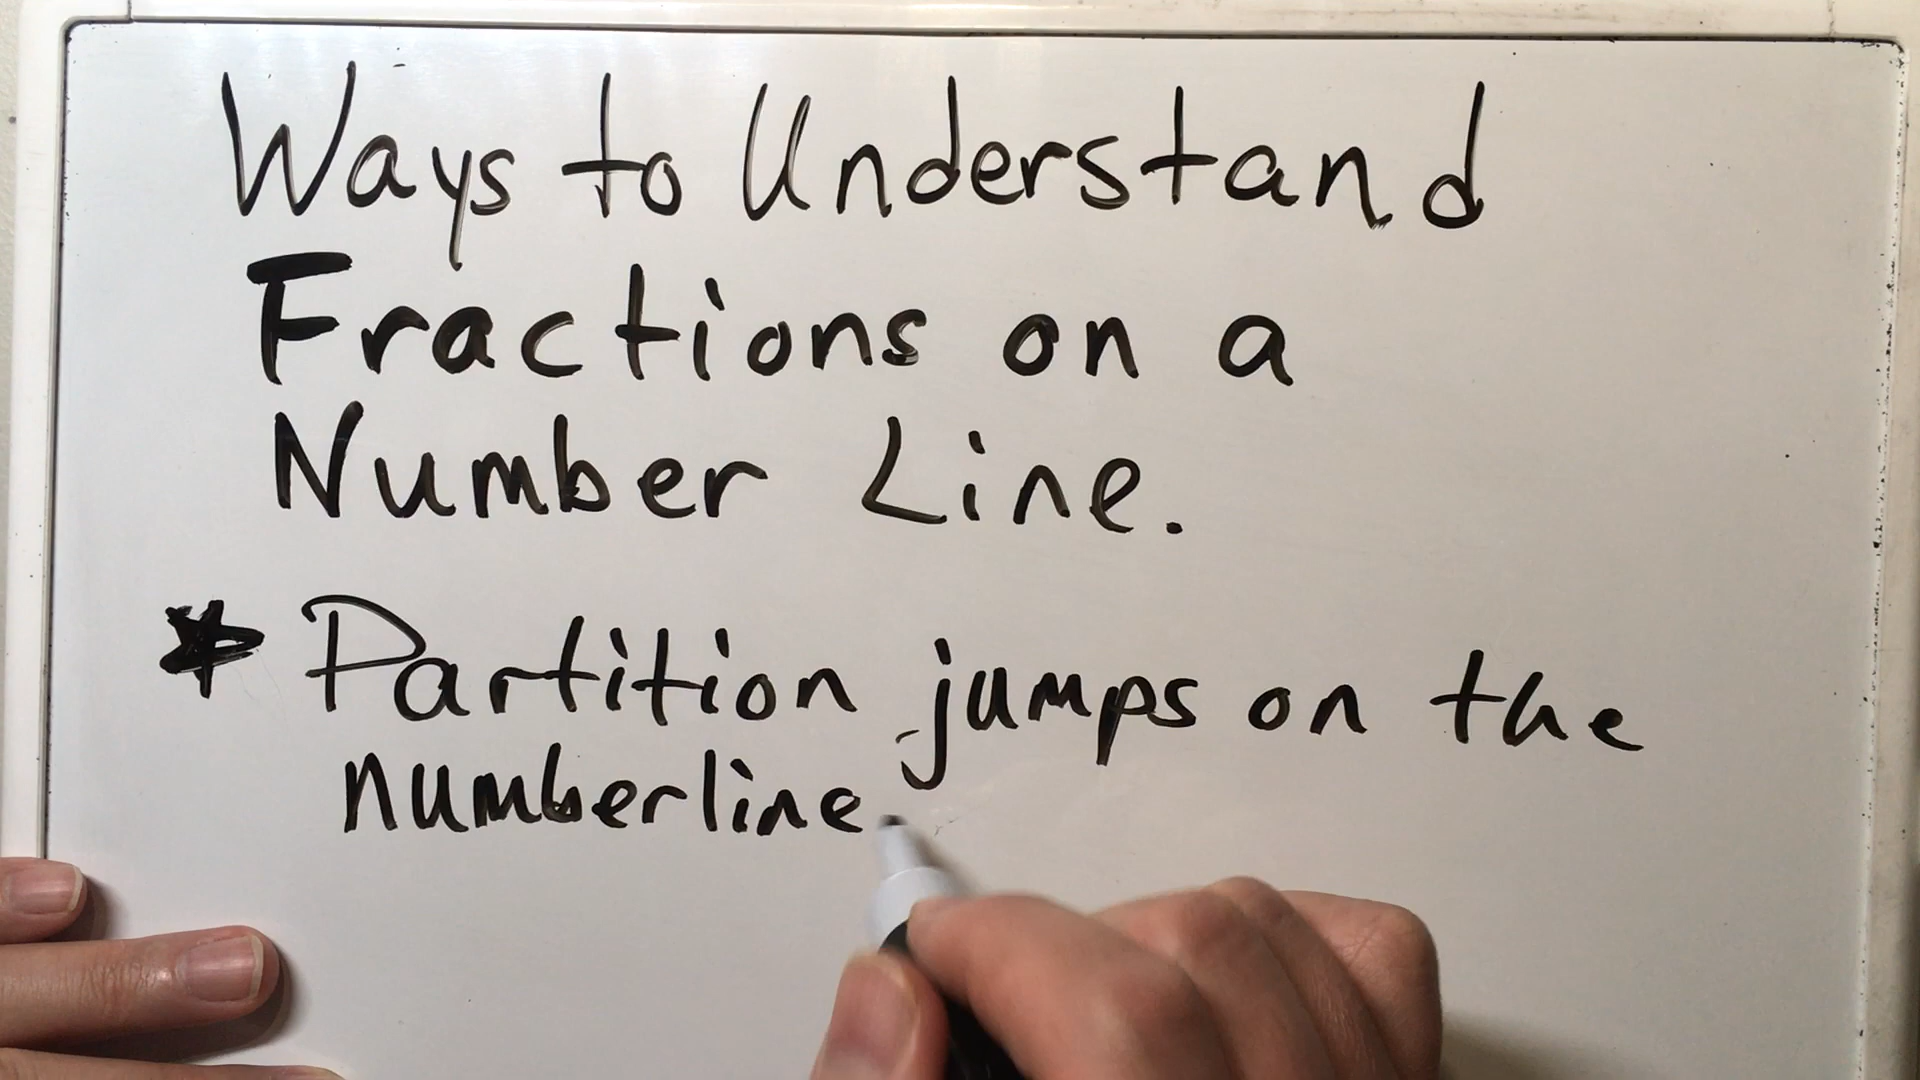 Ways to Understand
Fractions on a
Number Line.
* Partition jumps on the
numberline